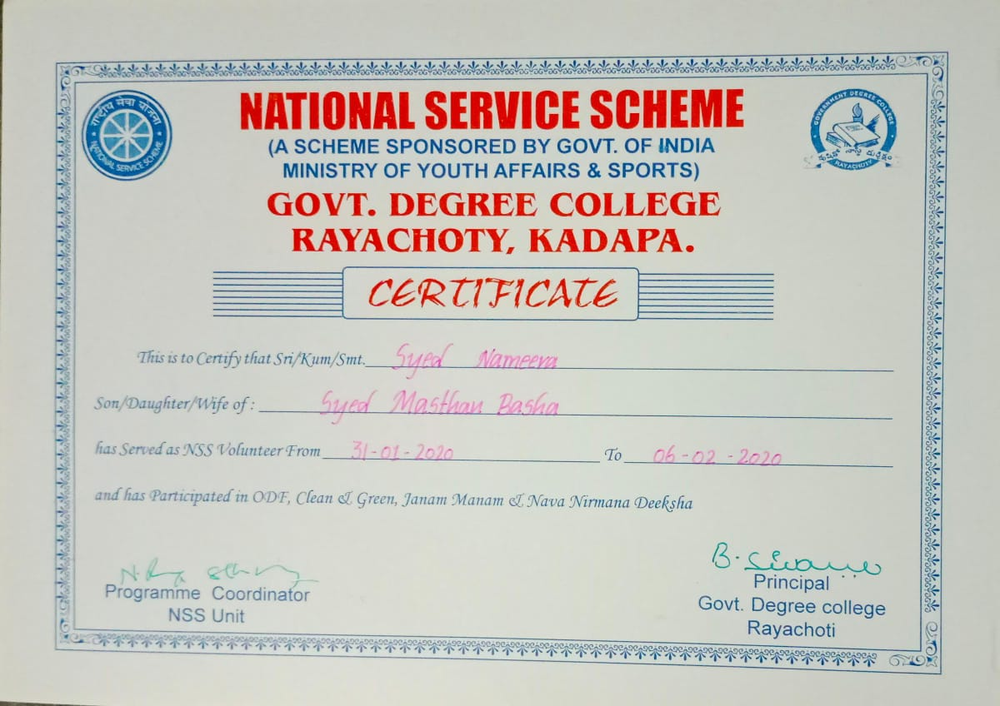 राष्ट्रीय सेवा योजना
NATIONAL SERVICE SCHEME
NATIONAL SERVICE SCHEME
(A SCHEME SPONSORED BY GOVT. OF INDIA
MINISTRY OF YOUTH AFFAIRS & SPORTS)
GOVT. DEGREE COLLEGE
RAYACHOTY, KADAPA.
GOVERNMENT DEGREE COLLEGE
RAYACHOTY
CERTIFICATE
This is to Certify that Sri/Kum/Smt. Syed Nameera
Son/Daughter/Wife of : Syed Masthan Basha
has Served as NSS Volunteer From 31-01-2020 To 06-02-2020
and has Participated in ODF, Clean & Green, Janam Manam & Nava Nirmana Deeksha
Programme Coordinator
NSS Unit
B.
Principal
Govt. Degree college
Rayachoti